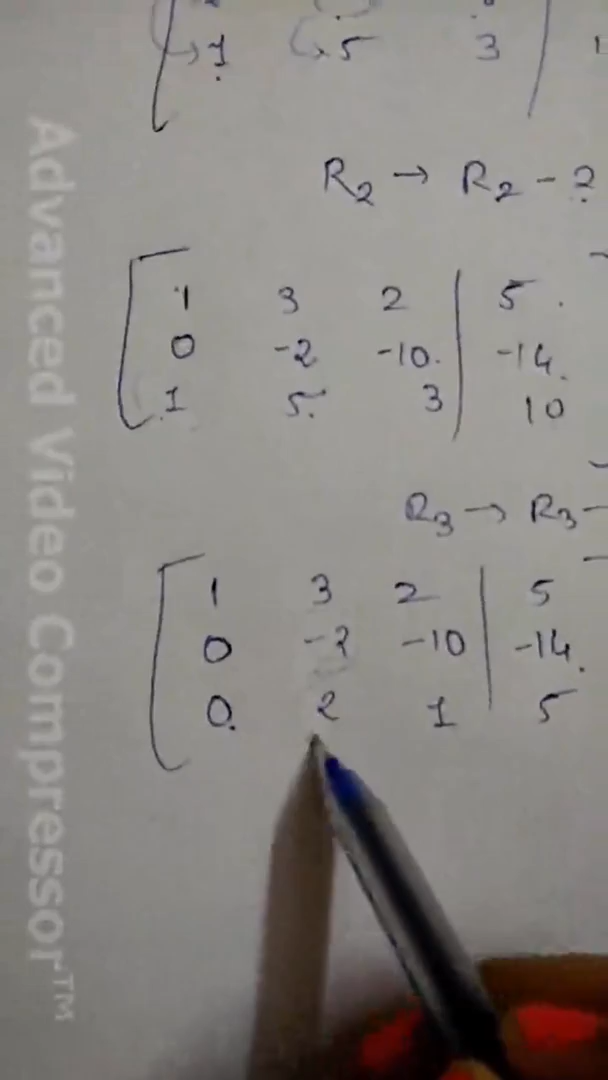 1 5 3
R₂ → R₂ - 2
1 3 2 | 5
0 -2 -10 | -14
1 5 3 | 10
R₃ → R₃ -
1 3 2 | 5
0 -2 -10 | -14
0 2 1 | 5
Advanced Video Compressor™